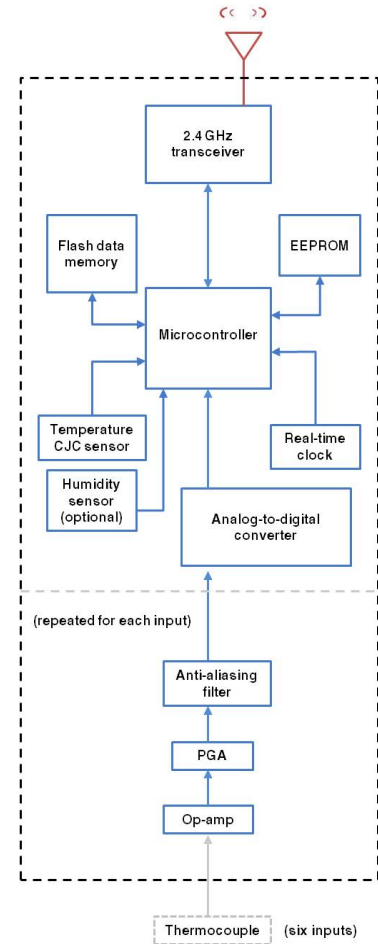 2.4 GHz
transceiver
Flash data
memory
EEPROM
Microcontroller
Temperature
CJC sensor
Real-time
clock
Humidity
sensor
(optional)
Analog-to-digital
converter
(repeated for each input)
Anti-aliasing
filter
PGA
Op-amp
Thermocouple
(six inputs)